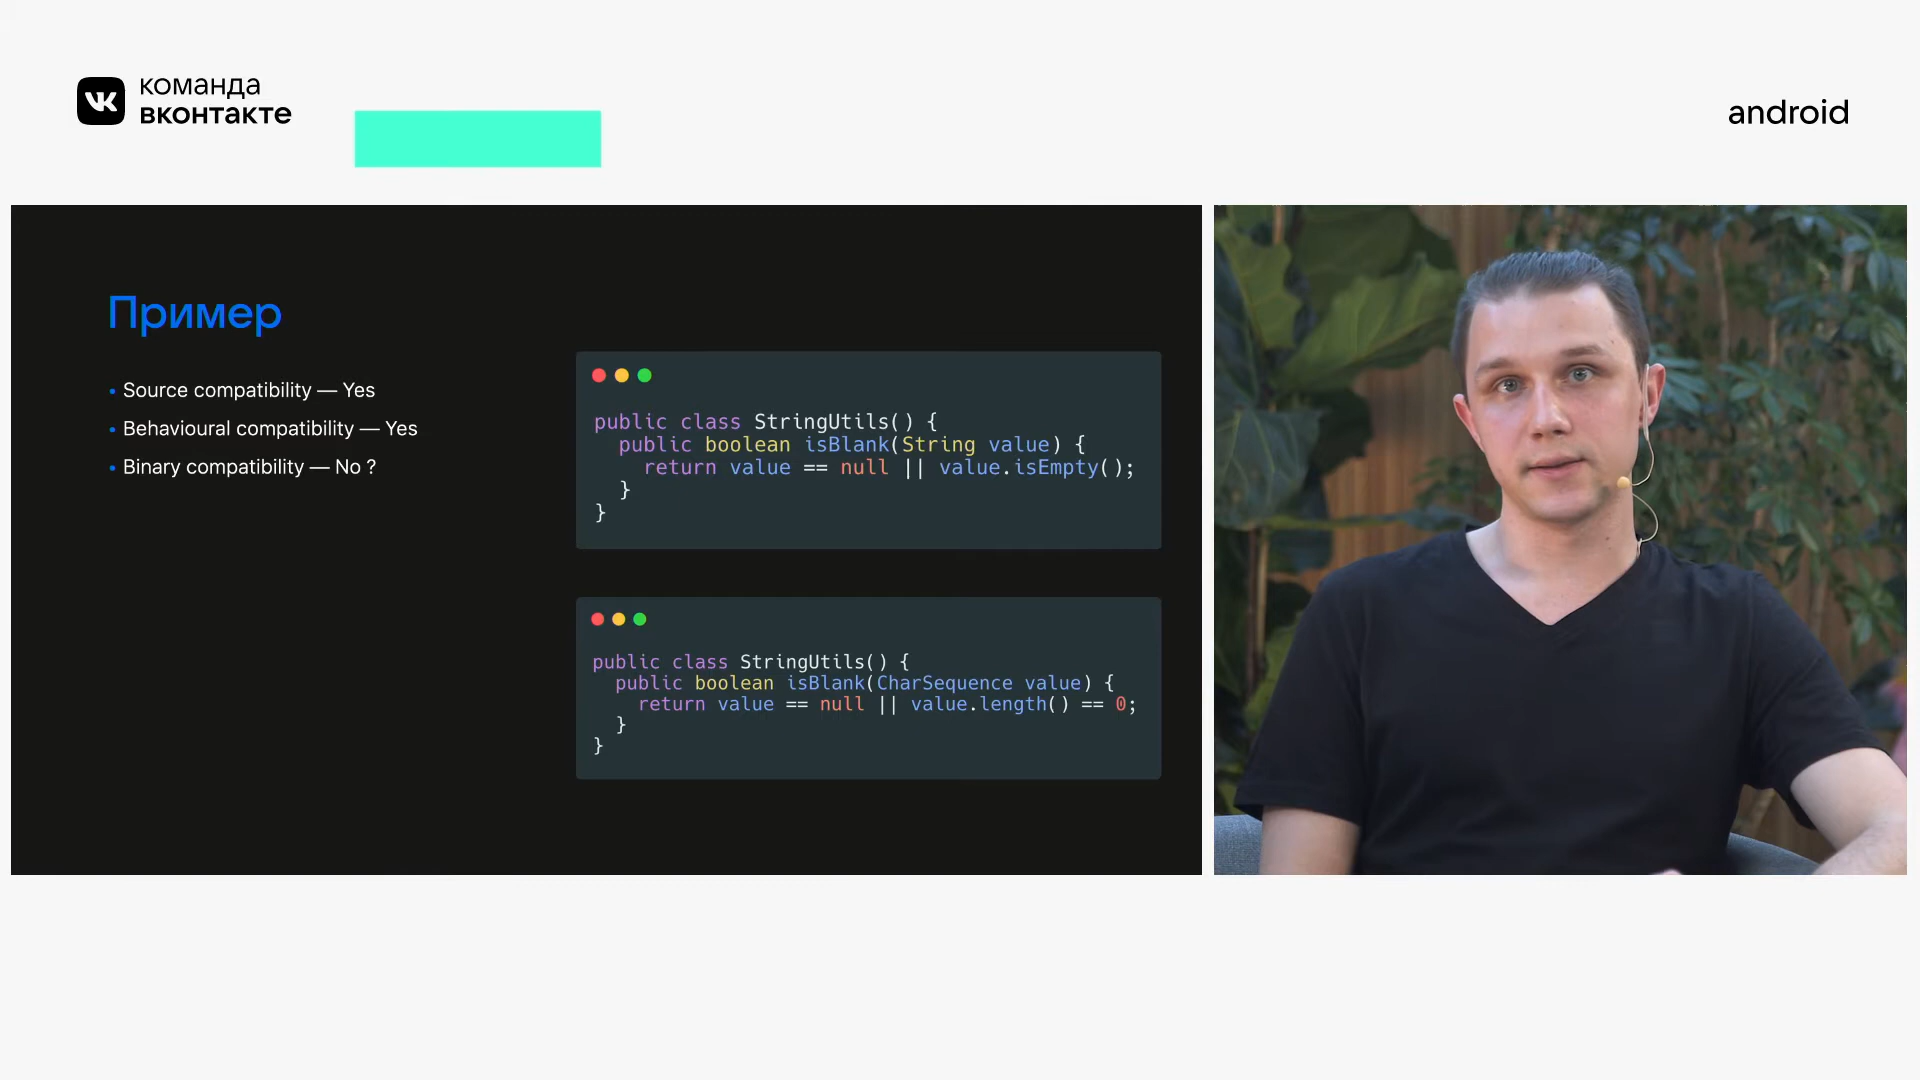 команда
вконтакте
android
Пример
• Source compatibility — Yes
• Behavioural compatibility — Yes
• Binary compatibility — No ?
public class StringUtils() {
  public boolean isBlank(String value) {
    return value == null || value.isEmpty();
  }
}
public class StringUtils() {
  public boolean isBlank(CharSequence value) {
    return value == null || value.length() == 0;
  }
}